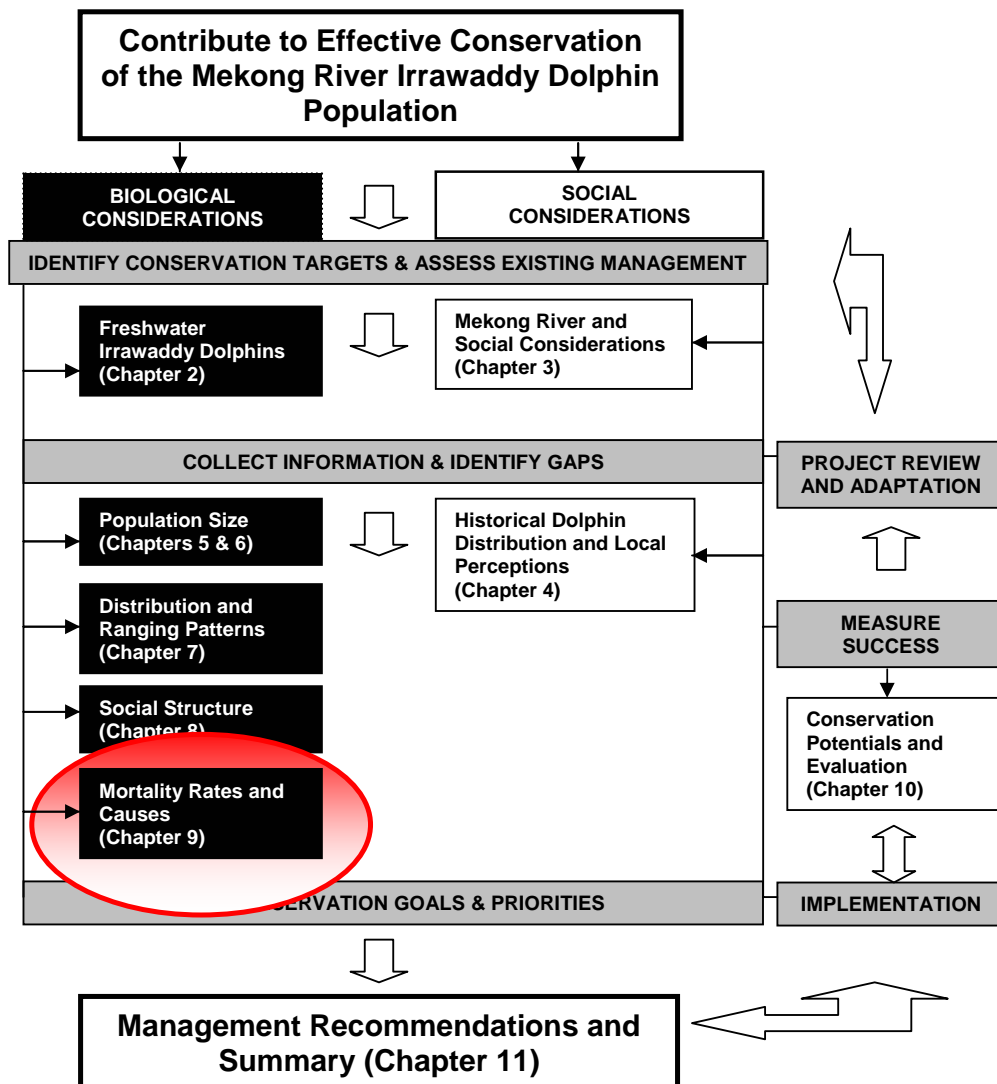 Contribute to Effective Conservation
of the Mekong River Irrawaddy Dolphin
Population
BIOLOGICAL
CONSIDERATIONS
SOCIAL
CONSIDERATIONS
IDENTIFY CONSERVATION TARGETS & ASSESS EXISTING MANAGEMENT
Freshwater
Irrawaddy Dolphins
(Chapter 2)
Mekong River and
Social Considerations
(Chapter 3)
COLLECT INFORMATION & IDENTIFY GAPS
PROJECT REVIEW
AND ADAPTATION
Population Size
(Chapters 5 & 6)
Historical Dolphin
Distribution and Local
Perceptions
(Chapter 4)
Distribution and
Ranging Patterns
(Chapter 7)
MEASURE
SUCCESS
Social Structure
(Chapter 8)
Conservation
Potentials and
Evaluation
(Chapter 10)
Mortality Rates and
Causes
(Chapter 9)
GOALS & PRIORITIES
IMPLEMENTATION
Management Recommendations and
Summary (Chapter 11)